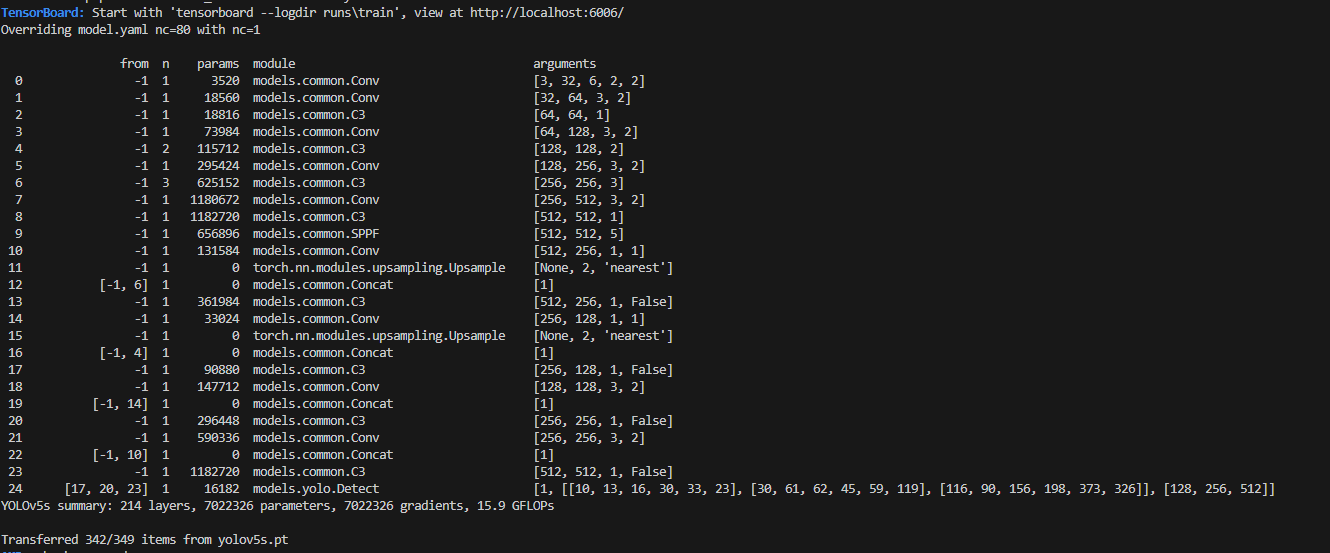 TensorBoard: Start with 'tensorboard --logdir runs\train', view at http://localhost:6006/
Overriding model.yaml nc=80 with nc=1
from n params module arguments
0 -1 1 3520 models.common.Conv [3, 32, 6, 2, 2]
1 -1 1 18560 models.common.Conv [32, 64, 3, 2]
2 -1 1 18816 models.common.C3 [64, 64, 1]
3 -1 1 73984 models.common.Conv [64, 128, 3, 2]
4 -1 2 115712 models.common.C3 [128, 128, 2]
5 -1 1 295424 models.common.Conv [128, 256, 3, 2]
6 -1 3 625152 models.common.C3 [256, 256, 3]
7 -1 1 1180672 models.common.Conv [256, 512, 3, 2]
8 -1 1 1182720 models.common.C3 [512, 512, 1]
9 -1 1 656896 models.common.SPPF [512, 512, 5]
10 -1 1 131584 models.common.Conv [512, 256, 1, 1]
11 -1 1 0 torch.nn.modules.upsampling.Upsample [None, 2, 'nearest']
12 [-1, 6] 1 0 models.common.Concat [1]
13 -1 1 361984 models.common.C3 [512, 256, 1, False]
14 -1 1 33024 models.common.Conv [256, 128, 1, 1]
15 -1 1 0 torch.nn.modules.upsampling.Upsample [None, 2, 'nearest']
16 [-1, 4] 1 0 models.common.Concat [1]
17 -1 1 90880 models.common.C3 [256, 128, 1, False]
18 -1 1 147712 models.common.Conv [128, 128, 3, 2]
19 [-1, 14] 1 0 models.common.Concat [1]
20 -1 1 296448 models.common.C3 [256, 256, 1, False]
21 -1 1 590336 models.common.Conv [256, 256, 3, 2]
22 [-1, 10] 1 0 models.common.Concat [1]
23 -1 1 1182720 models.common.C3 [512, 512, 1, False]
24 [17, 20, 23] 1 16182 models.yolo.Detect [1, [[10, 13, 16, 30, 33, 23], [30, 61, 62, 45, 59, 119], [116, 90, 156, 198, 373, 326]], [128, 256, 512]]
YOLOv5s summary: 214 layers, 7022326 parameters, 7022326 gradients, 15.9 GFLOPs
Transferred 342/349 items from yolov5s.pt